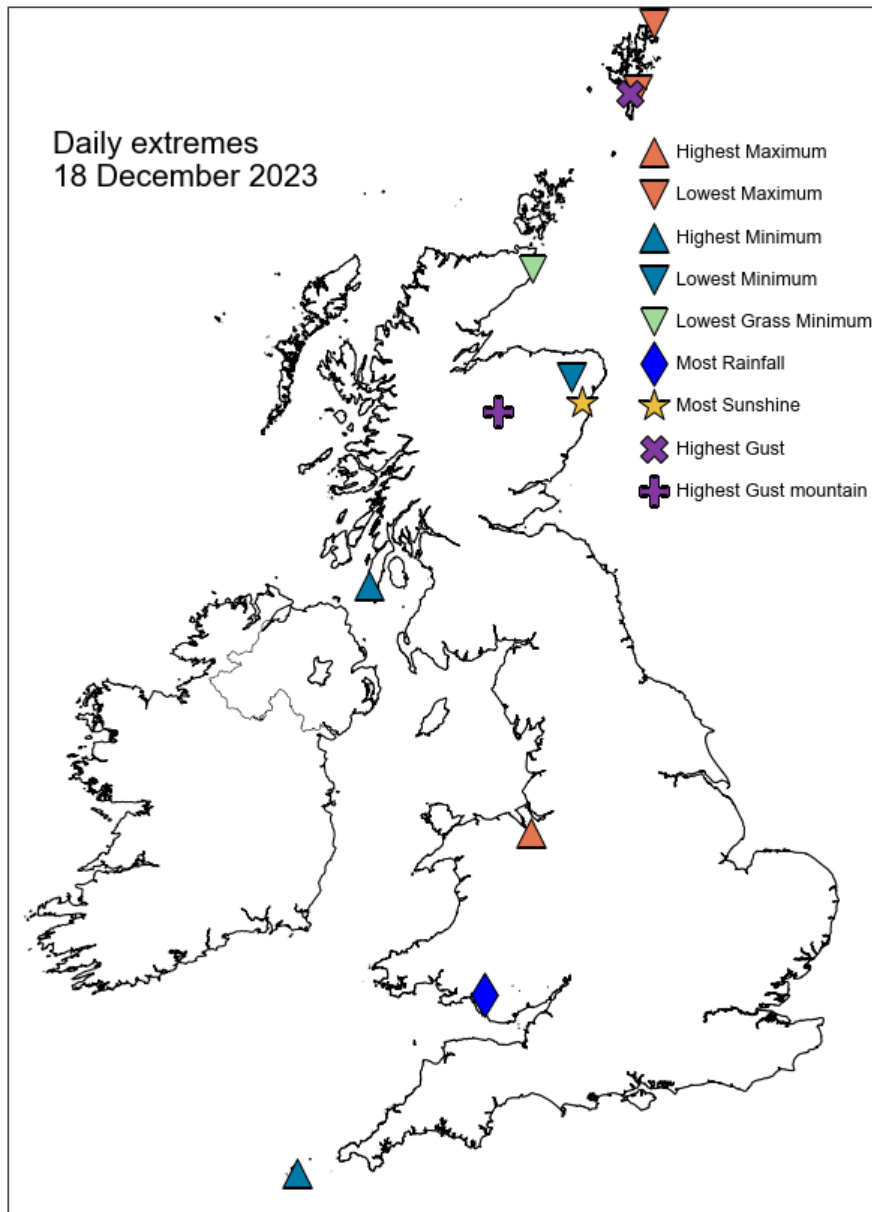 Daily extremes
18 December 2023
Highest Maximum
Lowest Maximum
Highest Minimum
Lowest Minimum
Lowest Grass Minimum
Most Rainfall
Most Sunshine
Highest Gust
Highest Gust mountain